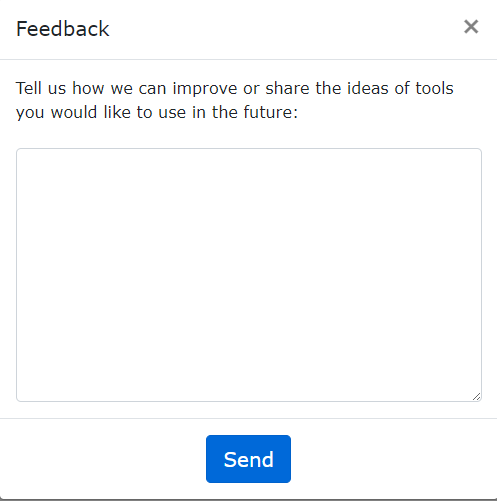 Feedback
Tell us how we can improve or share the ideas of tools
you would like to use in the future:
Send